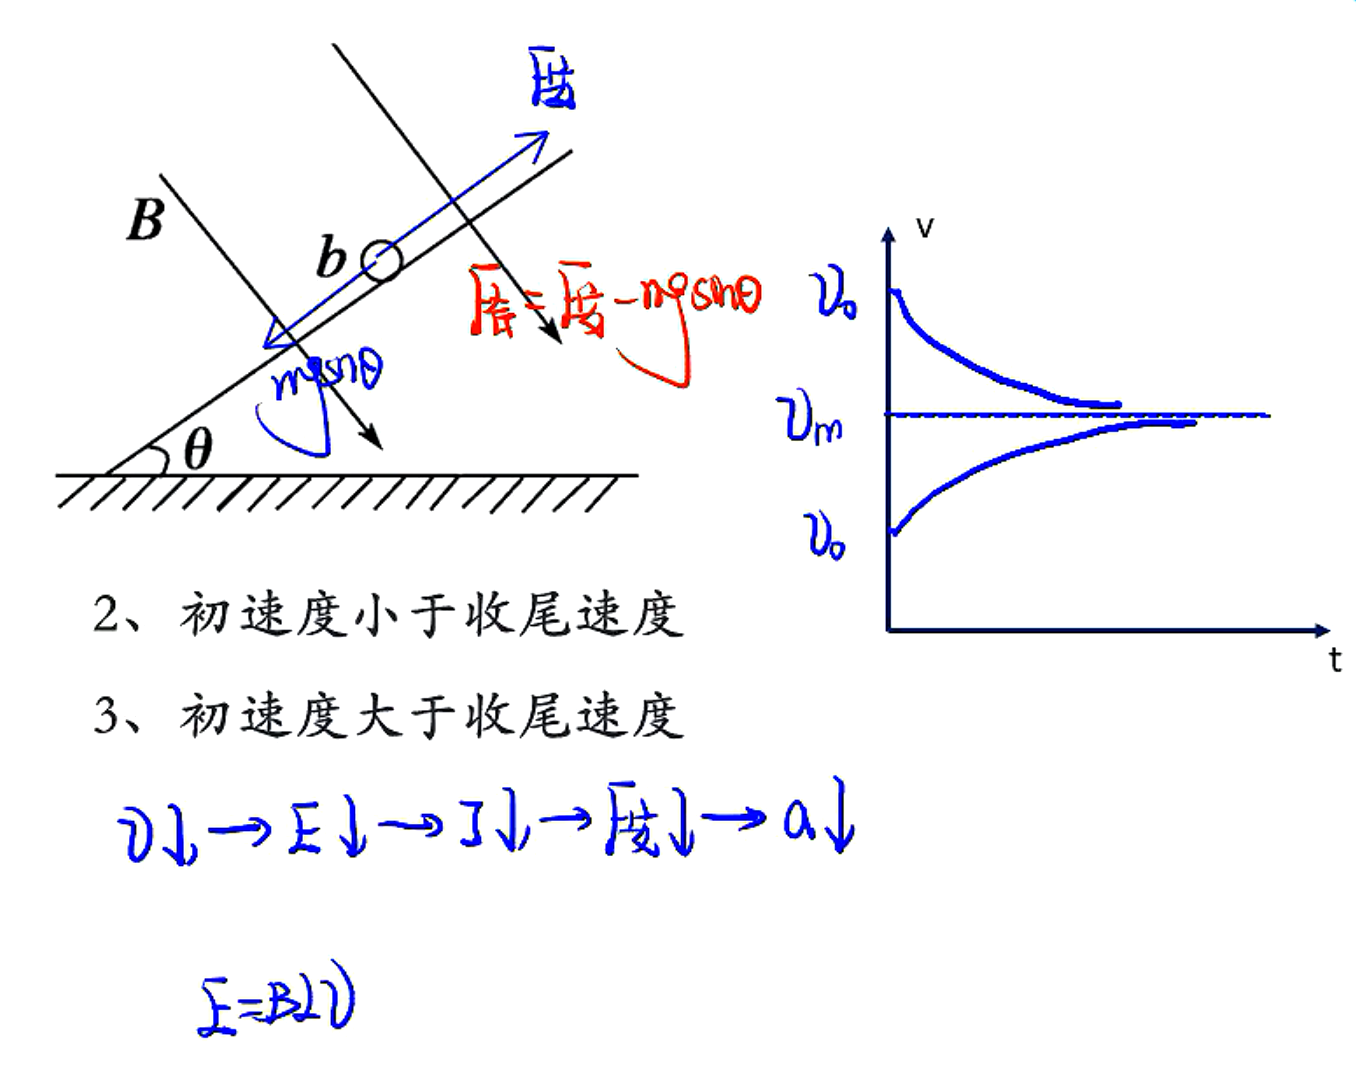 F安
B
b
F合=F安-mgsinθ
mgsinθ
θ
v
v₀
vm
v₀
t
2、初速度小于收尾速度
3、初速度大于收尾速度
v↓→E↓→I↓→F安↓→a↓
E=BLv